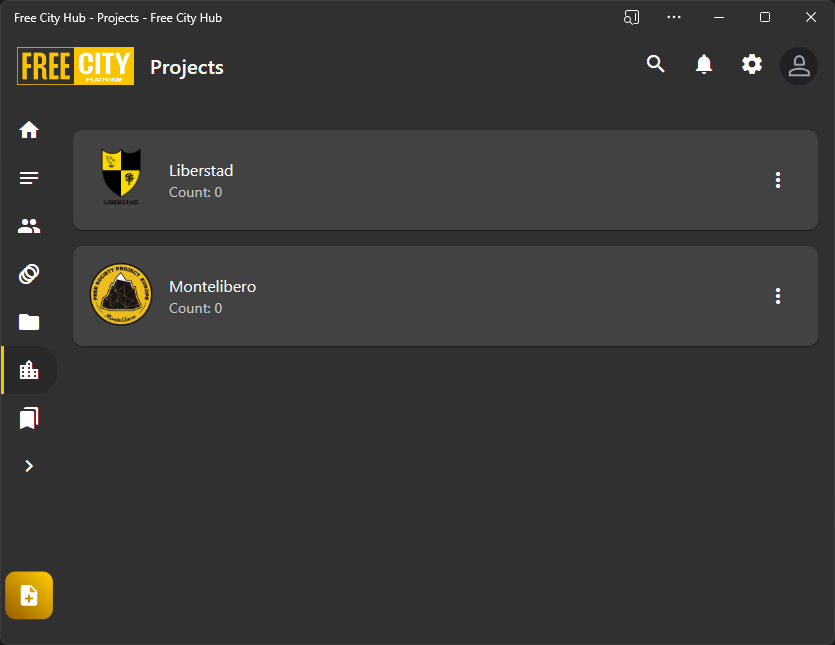 Free City Hub - Projects - Free City Hub
FREE CITY
PLATFORM
Projects
Liberstad
Count: 0
LIBERSTAD
FREE SOCIETY PROJECT EUROPE
Montelibero
Montelibero
Count: 0